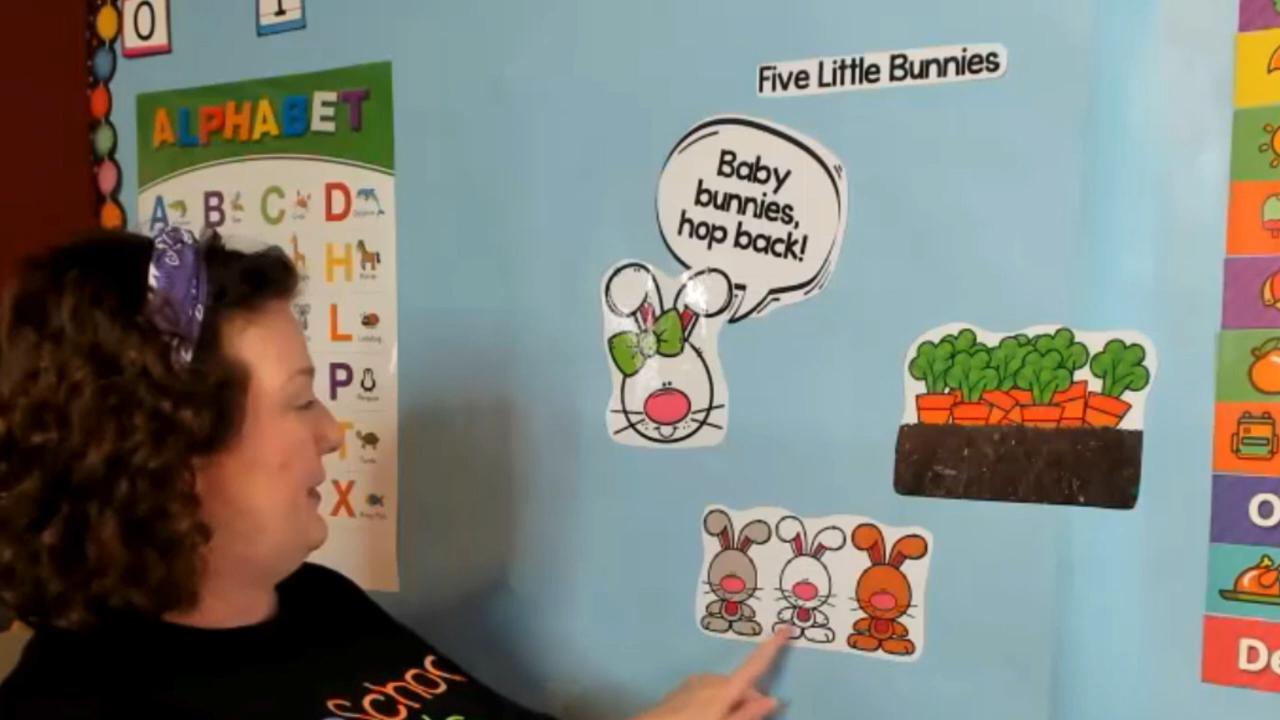 0
1
ALPHABET
A B C D
H
L
P
T
X
Five Little Bunnies
Baby
bunnies,
hop back!
O
De